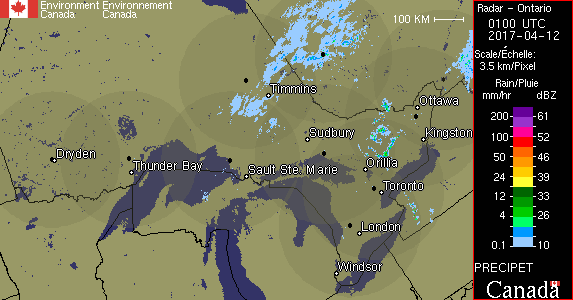 Environment Environnement
Canada Canada
100 KM
Timmins
Ottawa
Sudbury
Kingston
Dryden
Thunder Bay
Sault Ste. Marie
Orillia
Toronto
London
Windsor
Radar - Ontario
0100 UTC
2017-04-12
Scale/Échelle:
3.5 km/Pixel
Rain/Pluie
mm/hr dBZ
200 61
100 52
50 46
24 39
12 33
4 26
0.1 10
PRECIPET
Canada